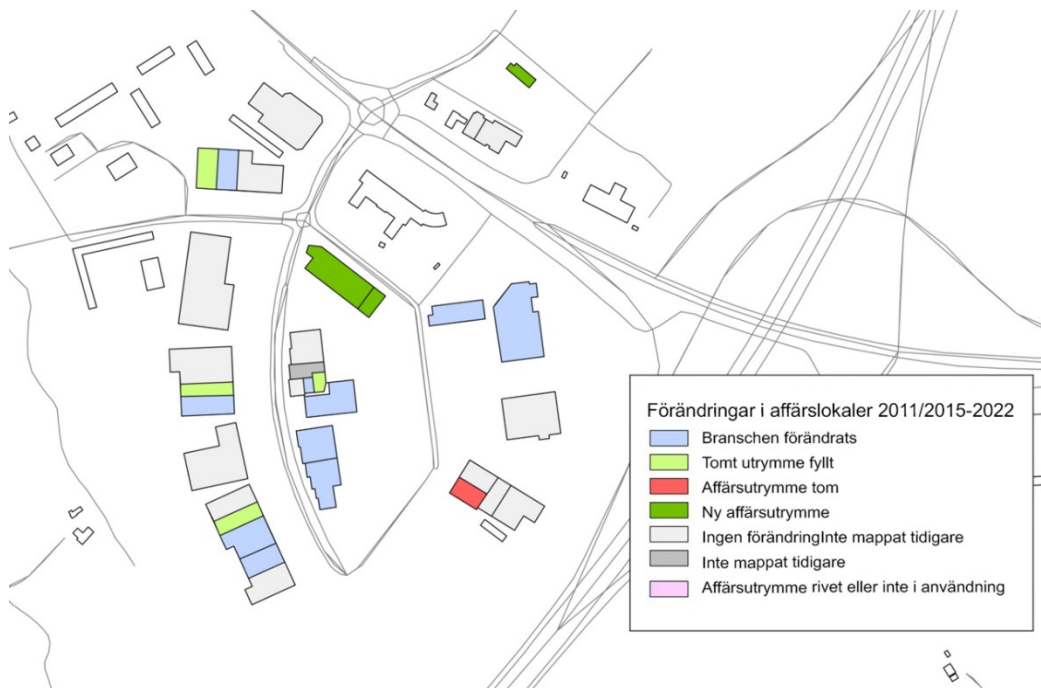 Förändringar i affärslokaler 2011/2015-2022
Branschen förändrats
Tomt utrymme fyllt
Affärsutrymme tom
Ny affärsutrymme
Ingen förändringInte mappat tidigare
Inte mappat tidigare
Affärsutrymme rivet eller inte i användning